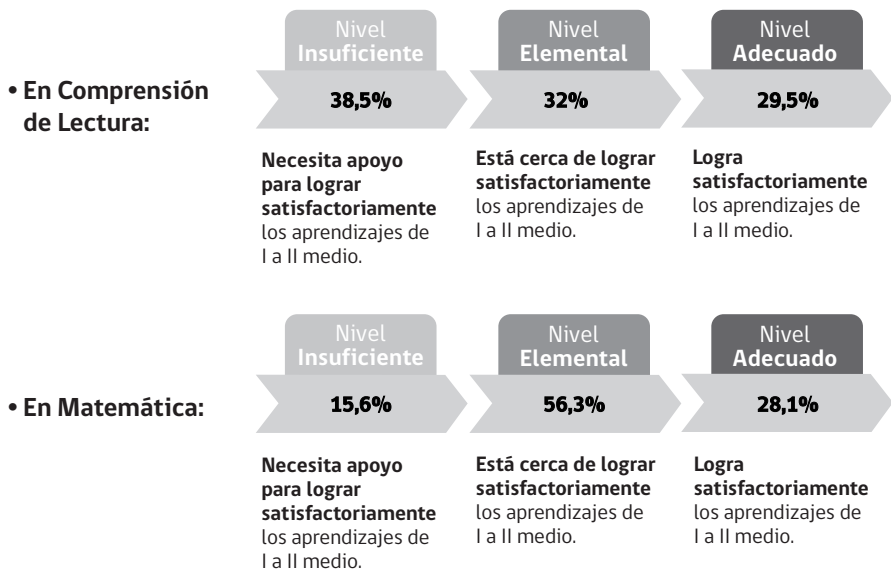 Nivel
Insuficiente
Nivel
Elemental
Nivel
Adecuado
• En Comprensión
de Lectura:
38,5%
32%
29,5%
Necesita apoyo
para lograr
satisfactoriamente
los aprendizajes de
I a II medio.
Está cerca de lograr
satisfactoriamente
los aprendizajes de
I a II medio.
Logra
satisfactoriamente
los aprendizajes de
I a II medio.
Nivel
Insuficiente
Nivel
Elemental
Nivel
Adecuado
• En Matemática:
15,6%
56,3%
28,1%
Necesita apoyo
para lograr
satisfactoriamente
los aprendizajes de
I a II medio.
Está cerca de lograr
satisfactoriamente
los aprendizajes de
I a II medio.
Logra
satisfactoriamente
los aprendizajes de
I a II medio.